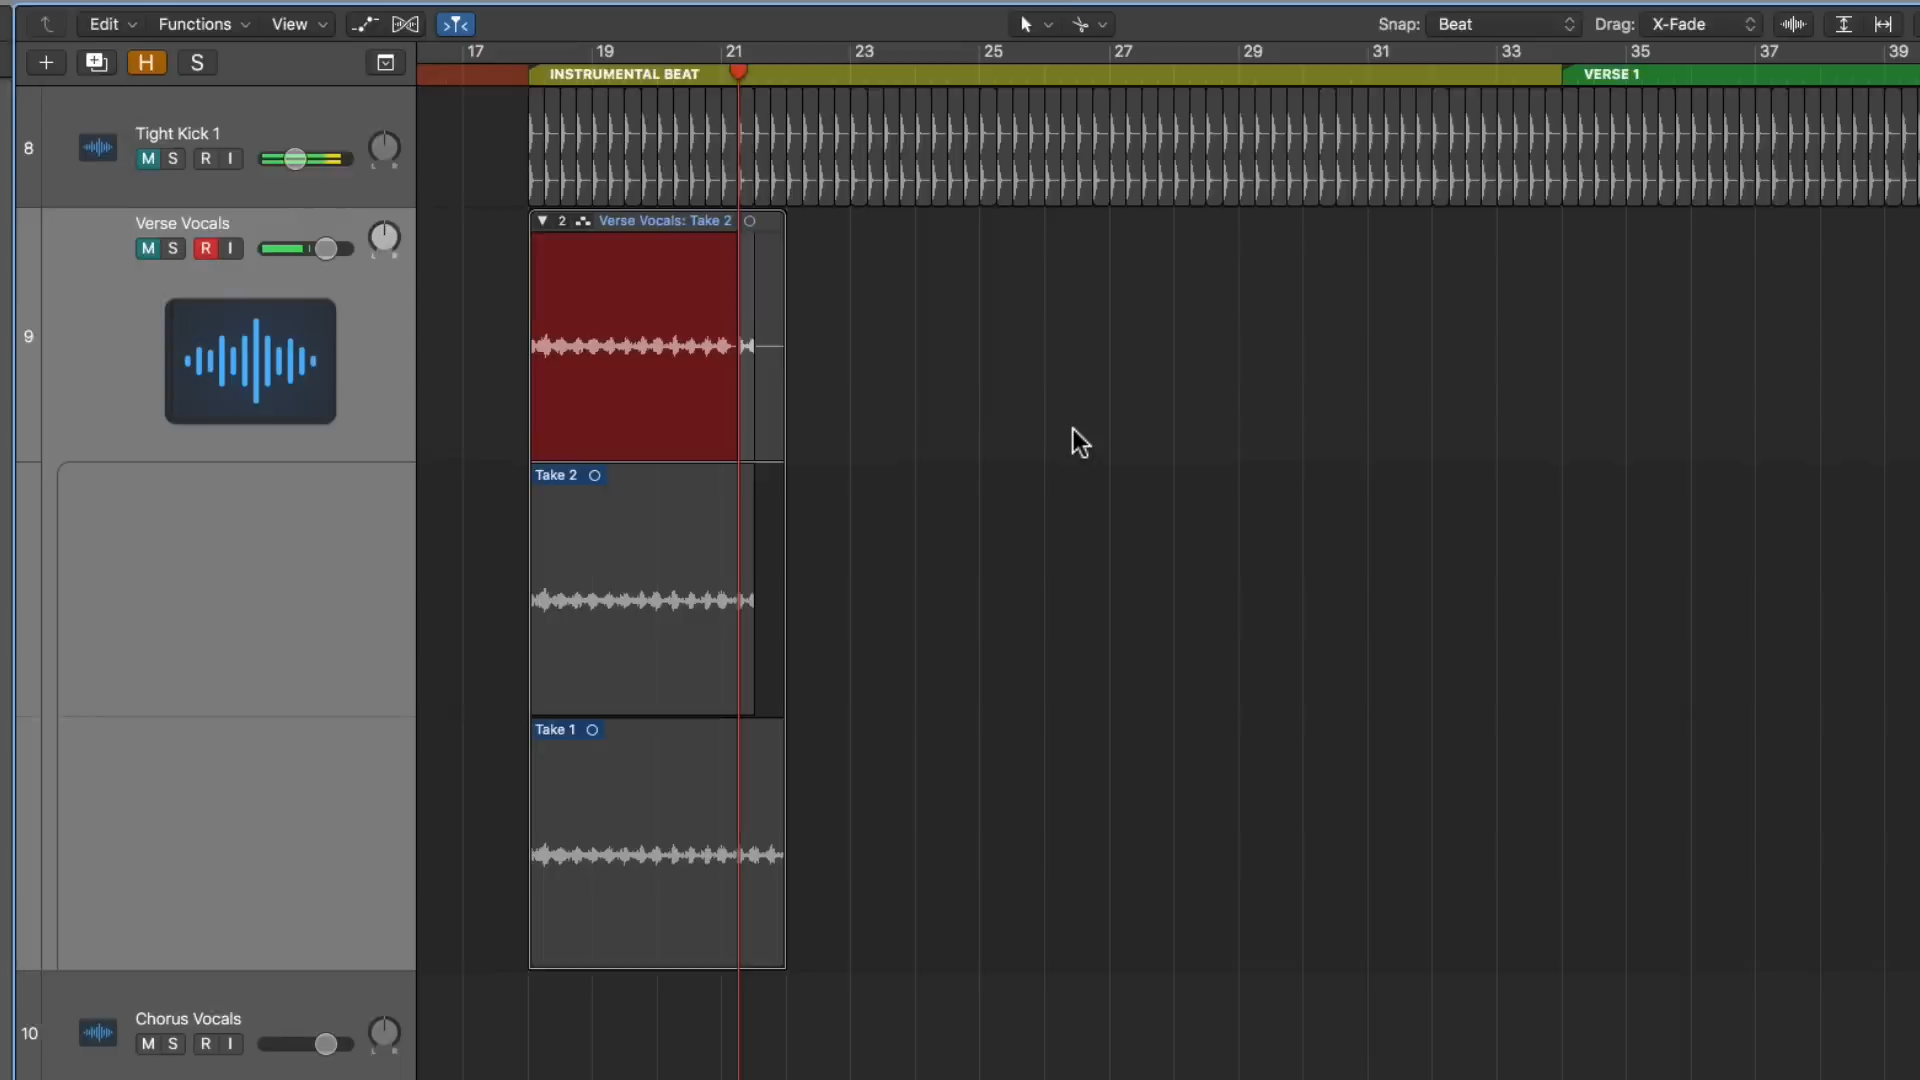 Edit Functions View Snap: Beat Drag: X-Fade
H S 17 19 21 23 25 27 29 31 33 35 37 39
INSTRUMENTAL BEAT VERSE 1
8 Tight Kick 1
M S R I
L R
Verse Vocals 2 Verse Vocals: Take 2
M S R I
L R
9
Take 2
Take 1
10 Chorus Vocals
M S R I
L R